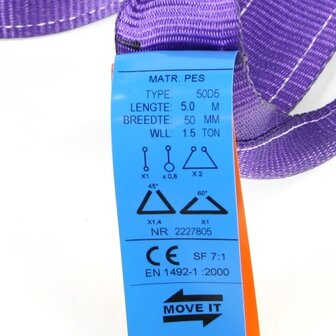 MATR. PES
TYPE: 50D5
LENGTE: 5.0 M
BREEDTE: 50 MM
WLL: 1.5 TON
X1 x 0,8 X 2
45° 60°
X1.4 X1
NR. 2227805
CE SF 7:1
EN 1492-1 :2000
MOVE IT